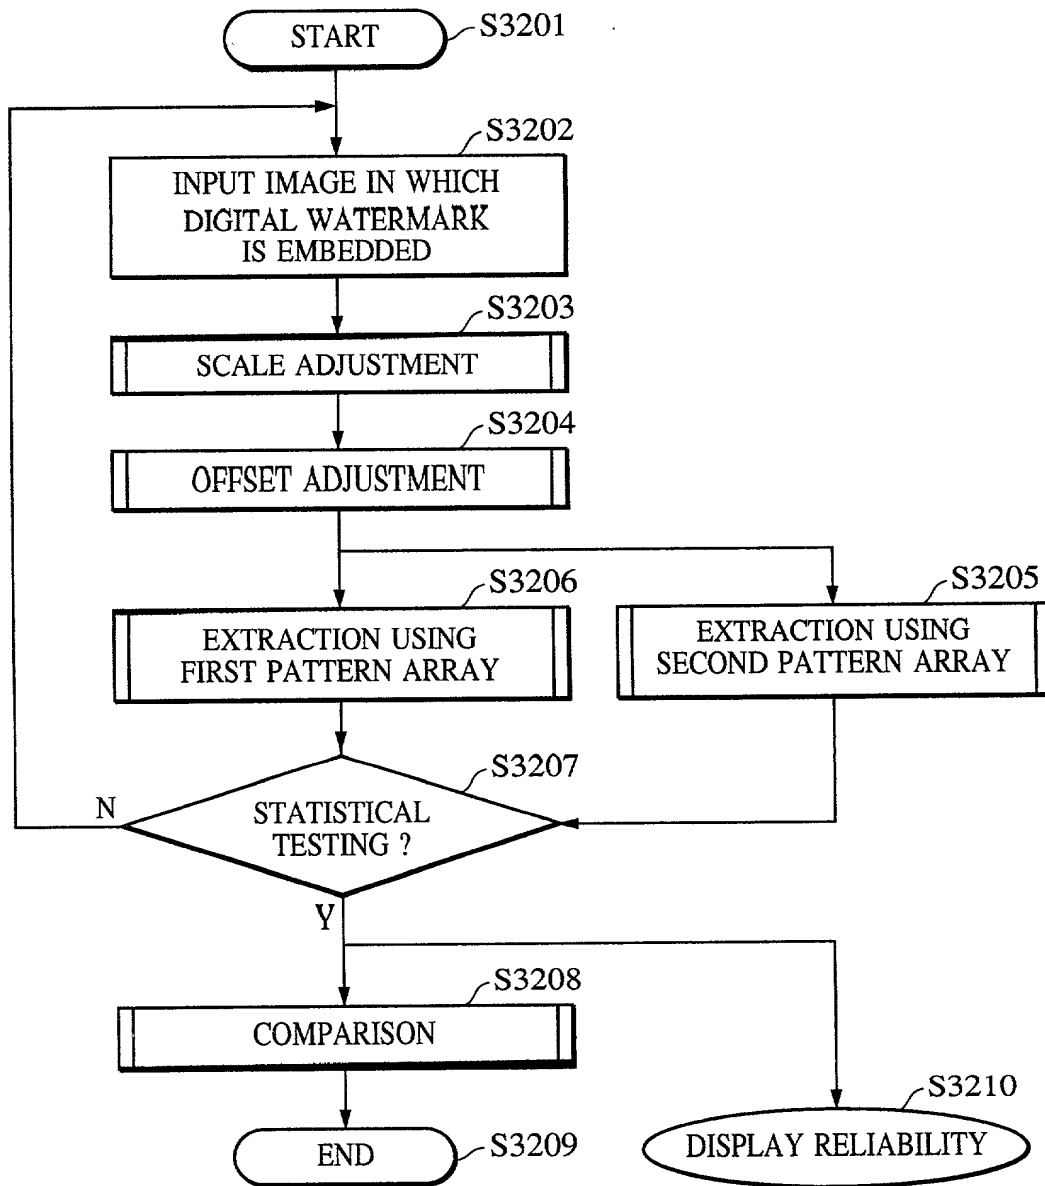 START
S3201
S3202
INPUT IMAGE IN WHICH
DIGITAL WATERMARK
IS EMBEDDED
S3203
SCALE ADJUSTMENT
S3204
OFFSET ADJUSTMENT
S3206
EXTRACTION USING
FIRST PATTERN ARRAY
S3205
EXTRACTION USING
SECOND PATTERN ARRAY
S3207
N
STATISTICAL
TESTING ?
Y
S3208
COMPARISON
S3210
END
S3209
DISPLAY RELIABILITY